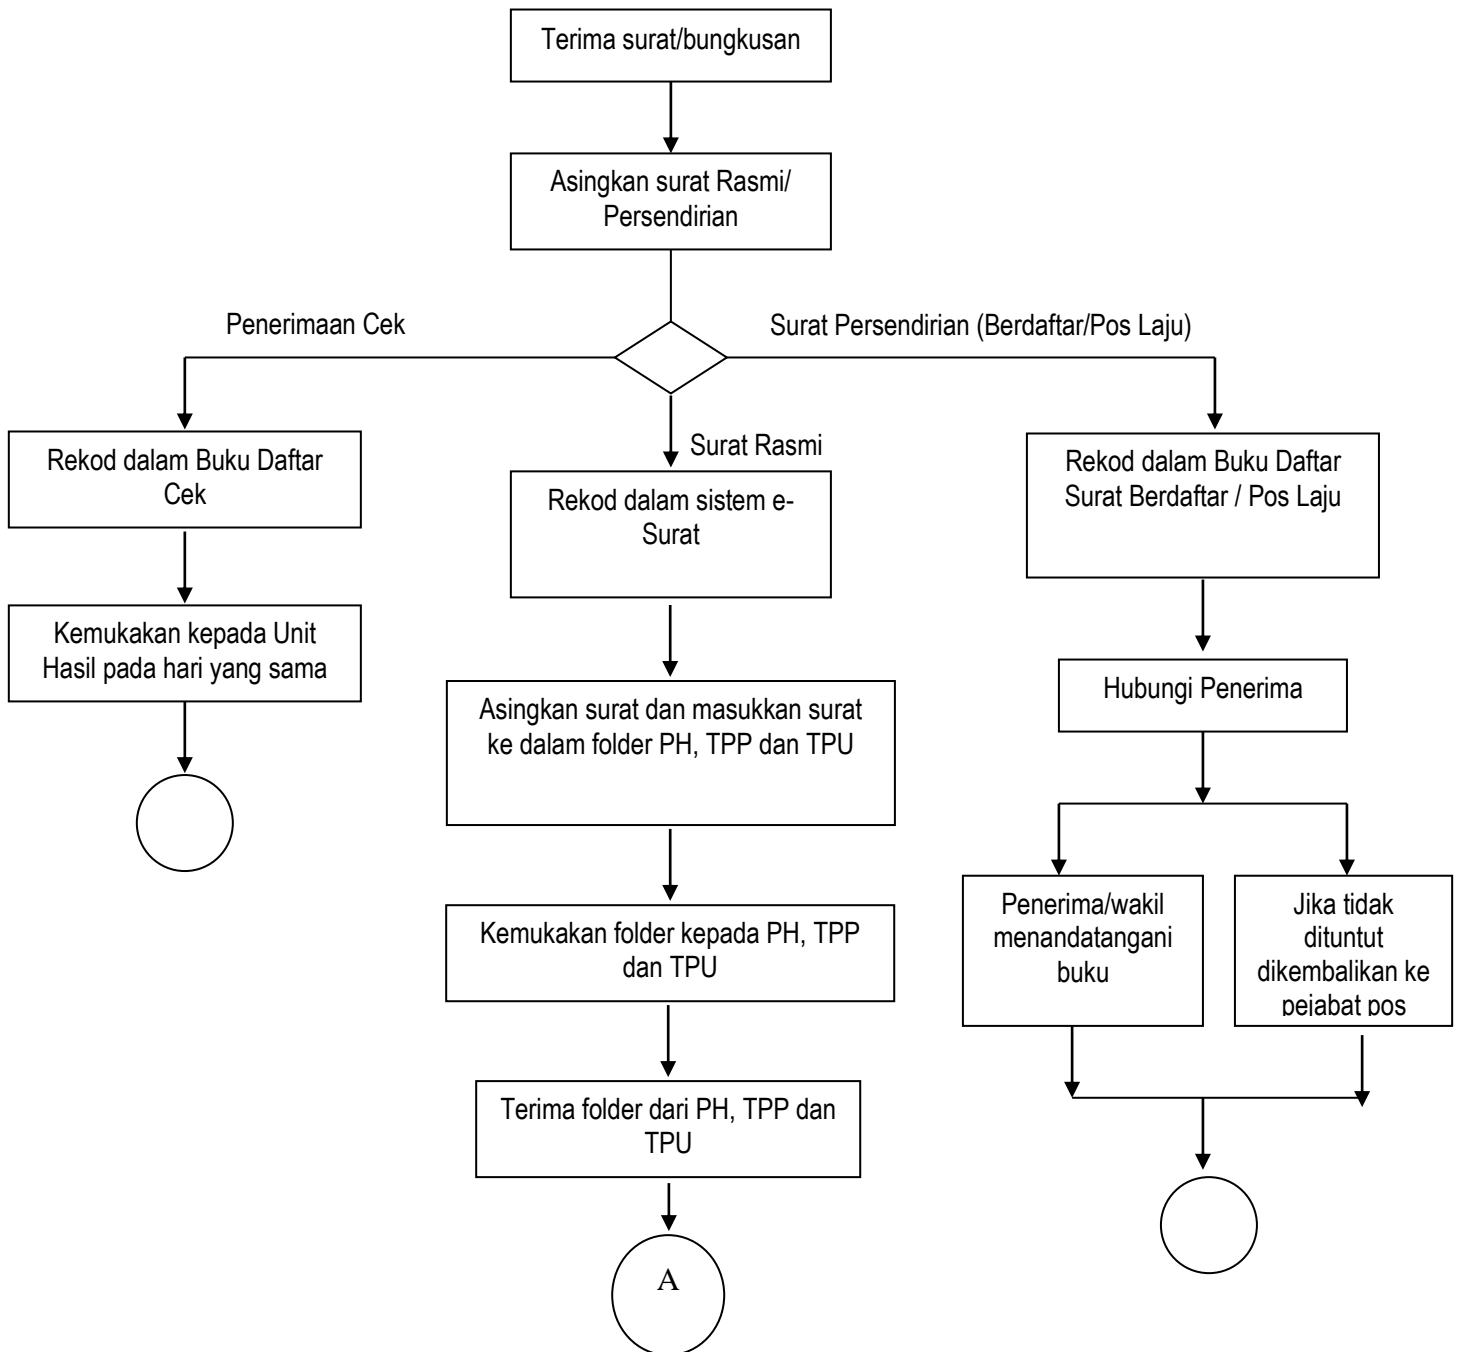 Terima surat/bungkusan
Asingkan surat Rasmi/
Persendirian
Penerimaan Cek
Surat Persendirian (Berdaftar/Pos Laju)
Rekod dalam Buku Daftar
Cek
Surat Rasmi
Rekod dalam sistem e-
Surat
Rekod dalam Buku Daftar
Surat Berdaftar / Pos Laju
Kemukakan kepada Unit
Hasil pada hari yang sama
Asingkan surat dan masukkan surat
ke dalam folder PH, TPP dan TPU
Hubungi Penerima
Kemukakan folder kepada PH, TPP
dan TPU
Penerima/wakil
menandatangani
buku
Jika tidak
dituntut
dikembalikan ke
pejabat pos
Terima folder dari PH, TPP dan
TPU
A